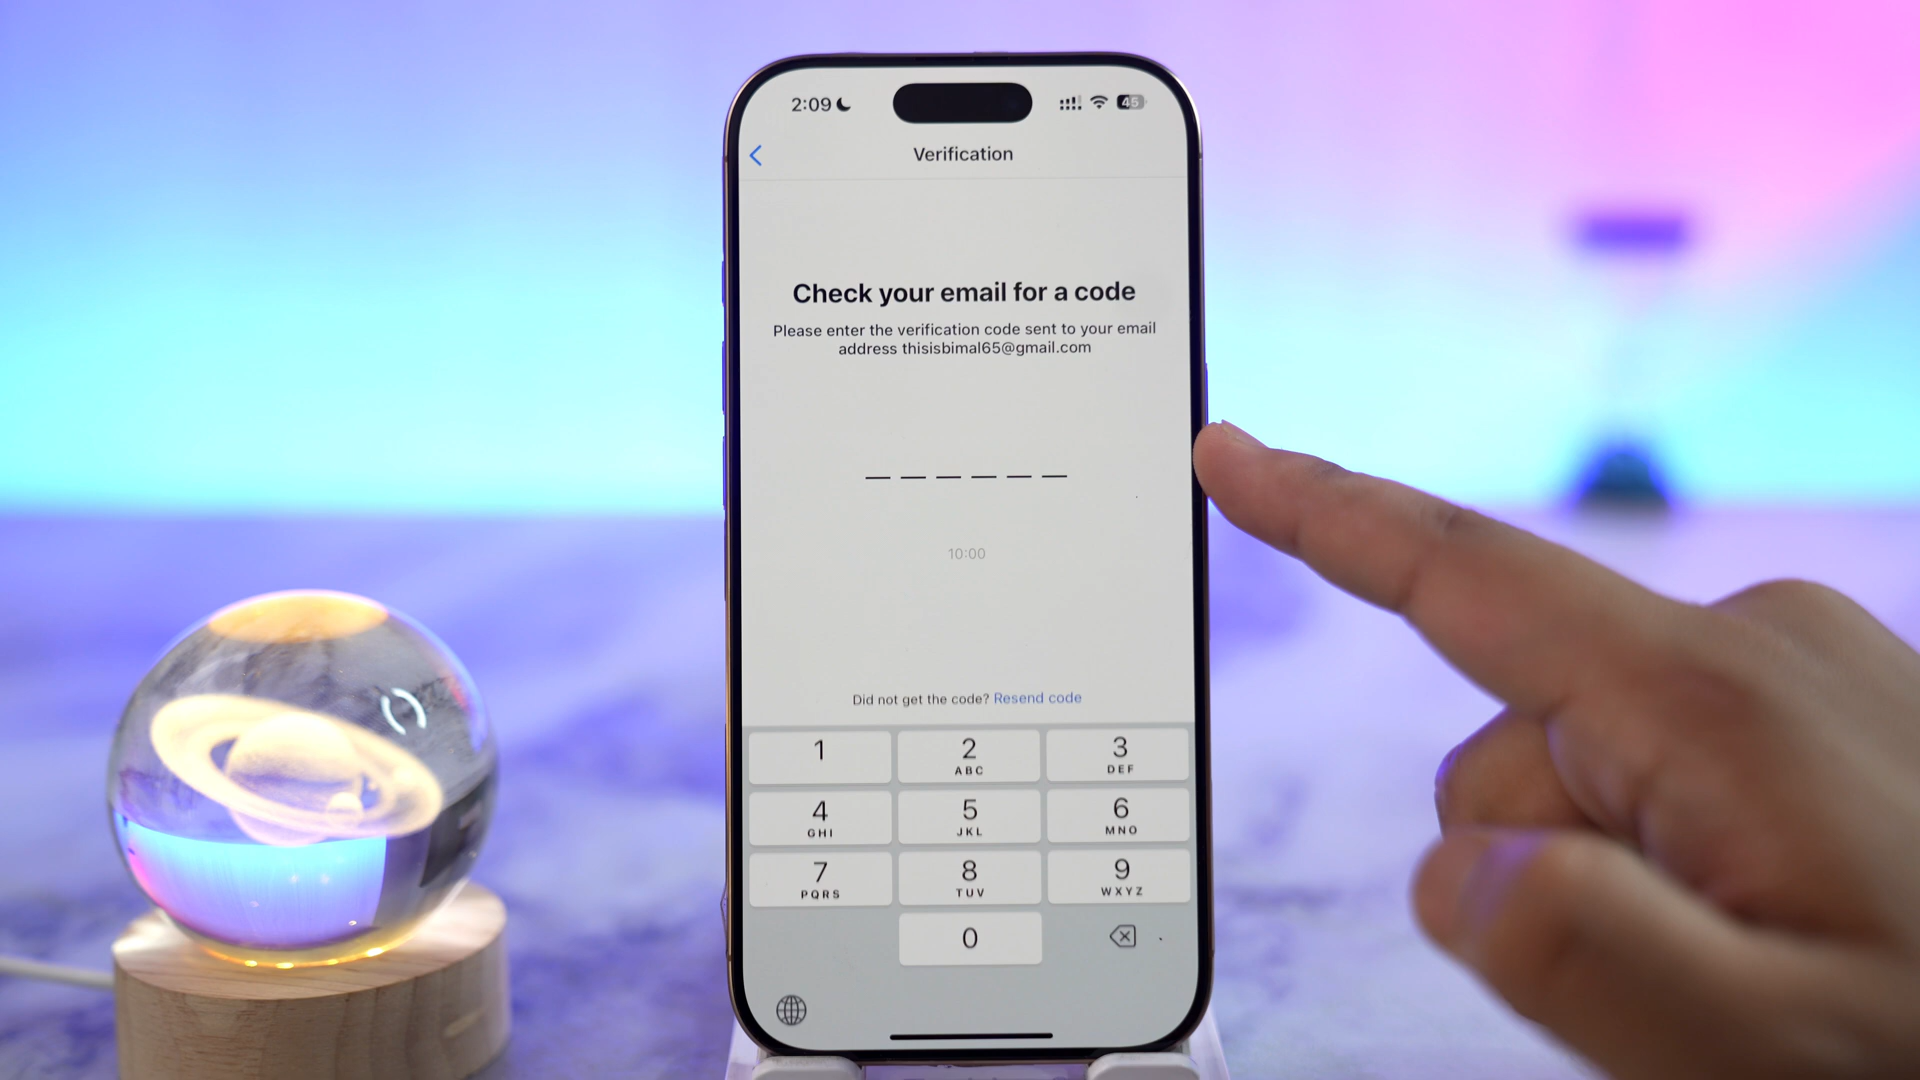 2:09
45
Verification
Check your email for a code
Please enter the verification code sent to your email
address thisisbimal65@gmail.com
10:00
Did not get the code? Resend code
1
2
ABC
3
DEF
4
GHI
5
JKL
6
MNO
7
PQRS
8
TUV
9
WXYZ
0